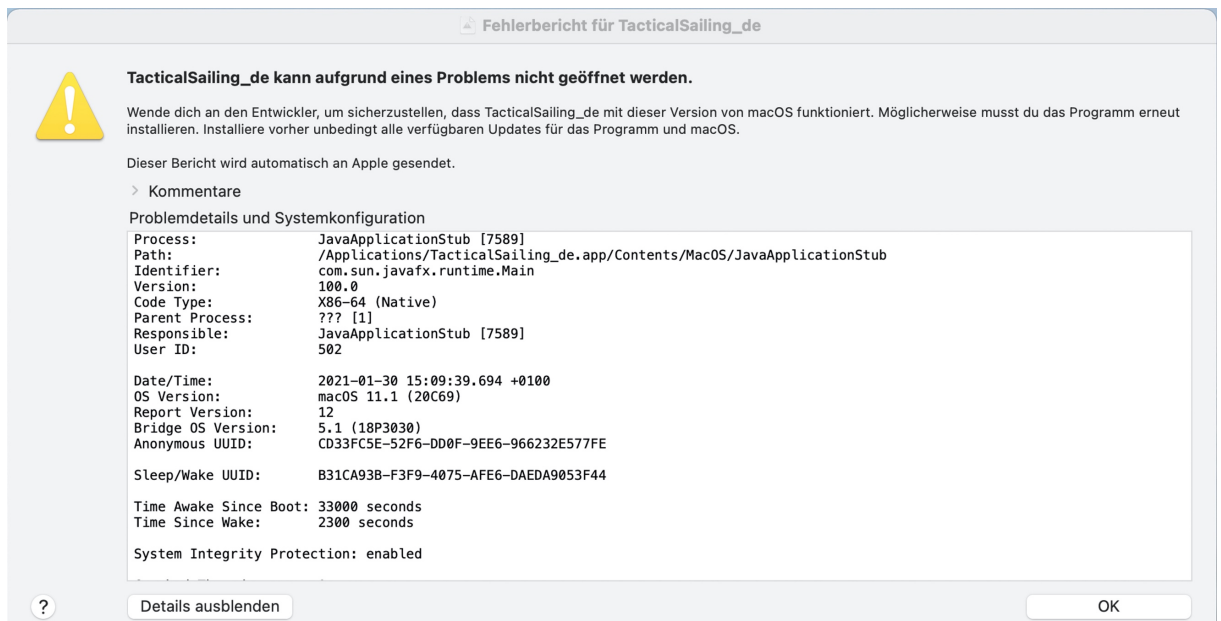 Fehlerbericht für TacticalSailing_de
TacticalSailing_de kann aufgrund eines Problems nicht geöffnet werden.
Wende dich an den Entwickler, um sicherzustellen, dass TacticalSailing_de mit dieser Version von macOS funktioniert. Möglicherweise musst du das Programm erneut
installieren. Installiere vorher unbedingt alle verfügbaren Updates für das Programm und macOS.
Dieser Bericht wird automatisch an Apple gesendet.
Kommentare
Problemdetails und Systemkonfiguration
Process: JavaApplicationStub [7589]
Path: /Applications/TacticalSailing_de.app/Contents/MacOS/JavaApplicationStub
Identifier: com.sun.javafx.runtime.Main
Version: 100.0
Code Type: X86-64 (Native)
Parent Process: ??? [1]
Responsible: JavaApplicationStub [7589]
User ID: 502
Date/Time: 2021-01-30 15:09:39.694 +0100
OS Version: macOS 11.1 (20C69)
Report Version: 12
Bridge OS Version: 5.1 (18P3030)
Anonymous UUID: CD33FC5E-52F6-DD0F-9EE6-966232E577FE
Sleep/Wake UUID: B31CA93B-F3F9-4075-AFE6-DAEDA9053F44
Time Awake Since Boot: 33000 seconds
Time Since Wake: 2300 seconds
System Integrity Protection: enabled
? Details ausblenden OK